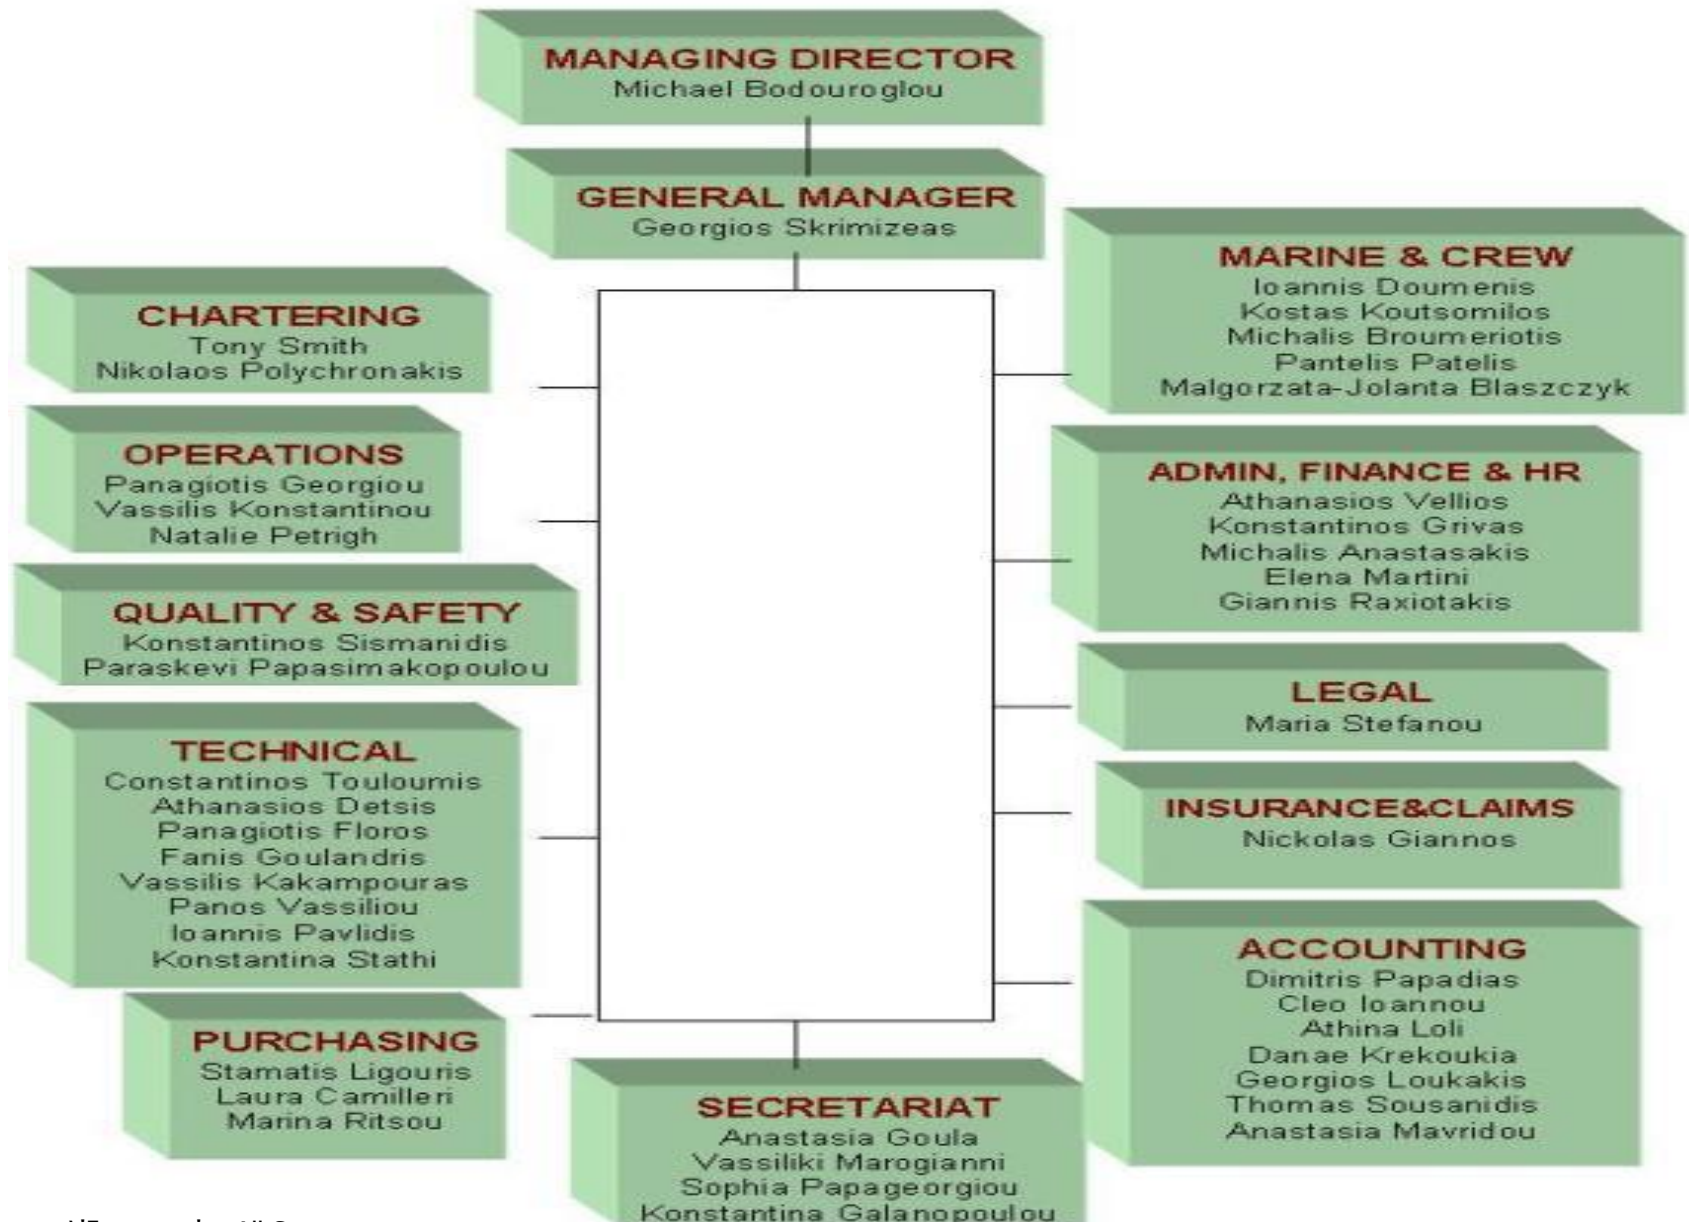 MANAGING DIRECTOR
Michael Bodouroglou
GENERAL MANAGER
Georgios Skrimizeas
CHARTERING
Tony Smith
Nikolaos Polychronakis
OPERATIONS
Panagiotis Georgiou
Vassilis Konstantinou
Natalie Petrigh
QUALITY & SAFETY
Konstantinos Sismanidis
Paraskevi Papasimakopoulou
TECHNICAL
Constantinos Touloumis
Athanasios Detsis
Panagiotis Floros
Fanis Goulandris
Vassilis Kakampouras
Panos Vassiliou
Ioannis Pavlidis
Konstantina Stathi
PURCHASING
Stamatis Ligouris
Laura Camilleri
Marina Ritsou
MARINE & CREW
Ioannis Doumenis
Kostas Koutsomilos
Michalis Broumeriotis
Pantelis Patelis
Malgorzata-Jolanta Blaszczyk
ADMIN, FINANCE & HR
Athanasios Vellios
Konstantinos Grivas
Michalis Anastasakis
Elena Martini
Giannis Raxiotakis
LEGAL
Maria Stefanou
INSURANCE&CLAIMS
Nickolas Giannos
ACCOUNTING
Dimitris Papadias
Cleo Ioannou
Athina Loli
Danae Krekoukia
Georgios Loukakis
Thomas Sousanidis
Anastasia Mavridou
SECRETARIAT
Anastasia Goula
Vassiliki Marogianni
Sophia Papageorgiou
Konstantina Galanopoulou